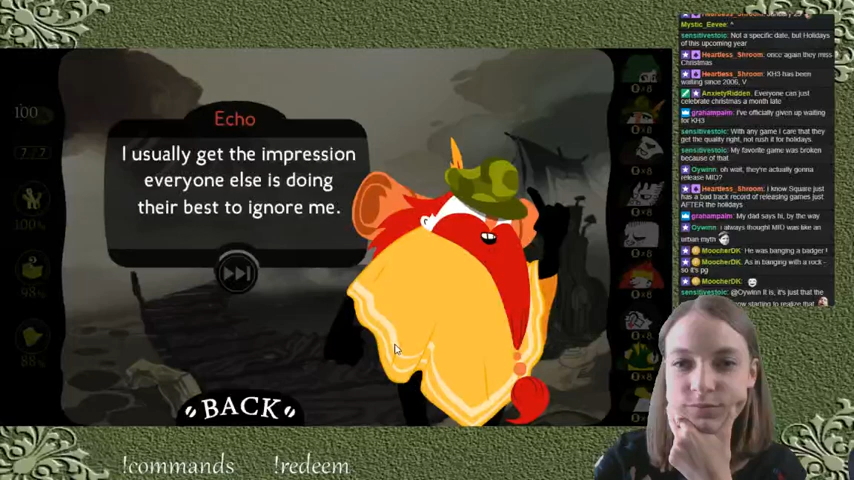 Echo
I usually get the impression
everyone else is doing
their best to ignore me.
BACK
100
7 / 7
100%
98%
98%
!commands
!redeem
Mystic_Eevee: ^
sensitivestoic: Not a specific date, but Holidays
of this upcoming year
Heartless_Shroom: once again they miss
Christmas
Heartless_Shroom: KH3 has been
waiting since 2006, V
AnxietyRidden: Everyone can just
celebrate christmas a month late
grahampalm: I've officially given up waiting
for KH3
sensitivestoic: With any game I care that they
get the quality right, not rush it for holidays.
sensitivestoic: My favorite game was broken
because of that
Oywinn: oh wait, they're actually gonna
release MIO?
Heartless_Shroom: I know Square just
has a bad track record of releasing games just
AFTER the holidays
grahampalm: My dad says hi, by the way
Oywinn: i always thought MIO was like an
urban myth
MoocherDK: He was banging a badger!
MoocherDK: As in banging with a rock -
so it's pg
MoocherDK:
sensitivestoic: @Oywinn It is, it's just that the
now starting to realize that